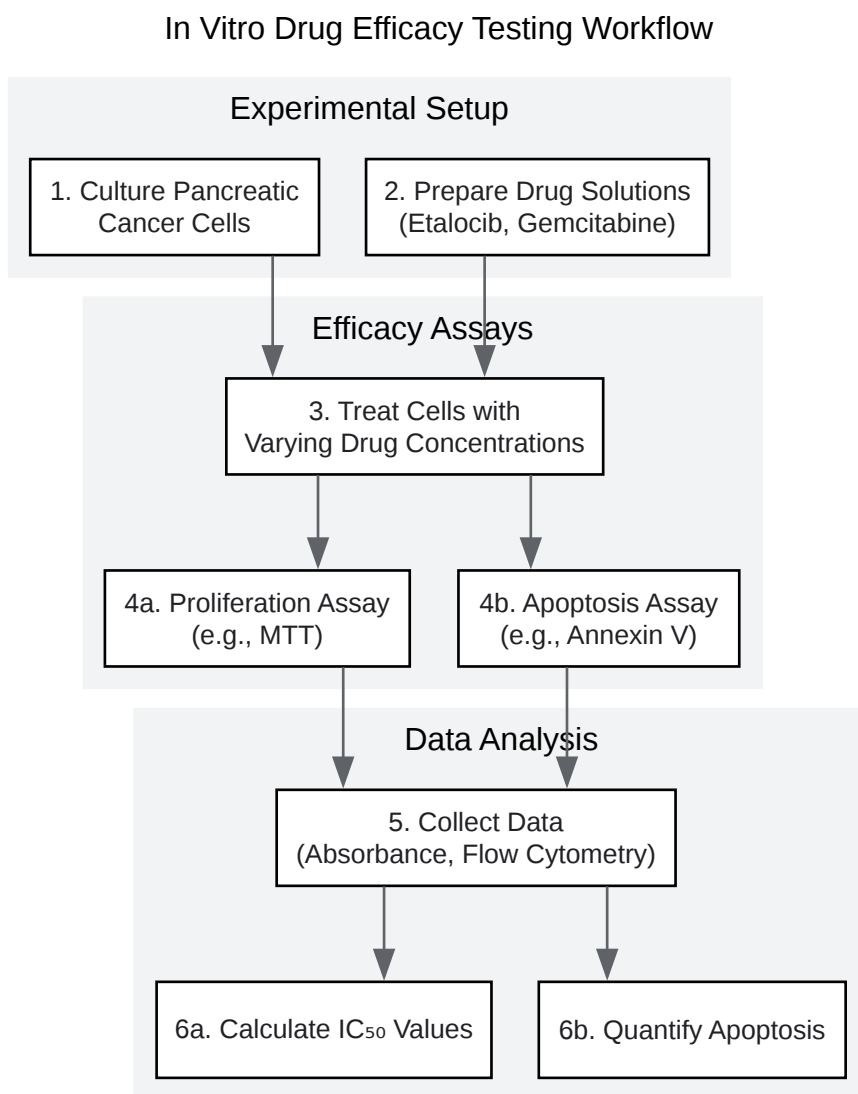 In Vitro Drug Efficacy Testing Workflow
Experimental Setup
1. Culture Pancreatic
Cancer Cells
2. Prepare Drug Solutions
(Etalocib, Gemcitabine)
Efficacy Assays
3. Treat Cells with
Varying Drug Concentrations
4a. Proliferation Assay
(e.g., MTT)
4b. Apoptosis Assay
(e.g., Annexin V)
Data Analysis
5. Collect Data
(Absorbance, Flow Cytometry)
6a. Calculate IC₅₀ Values
6b. Quantify Apoptosis